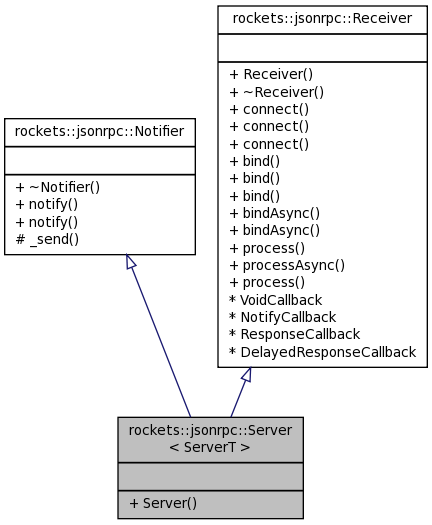 rockets::jsonrpc::Receiver
+ Receiver()
+ ~Receiver()
+ connect()
+ connect()
+ connect()
+ bind()
+ bind()
+ bind()
+ bindAsync()
+ bindAsync()
+ process()
+ processAsync()
+ process()
* VoidCallback
* NotifyCallback
* ResponseCallback
* DelayedResponseCallback
rockets::jsonrpc::Notifier
+ ~Notifier()
+ notify()
+ notify()
# _send()
rockets::jsonrpc::Server
< ServerT >
+ Server()